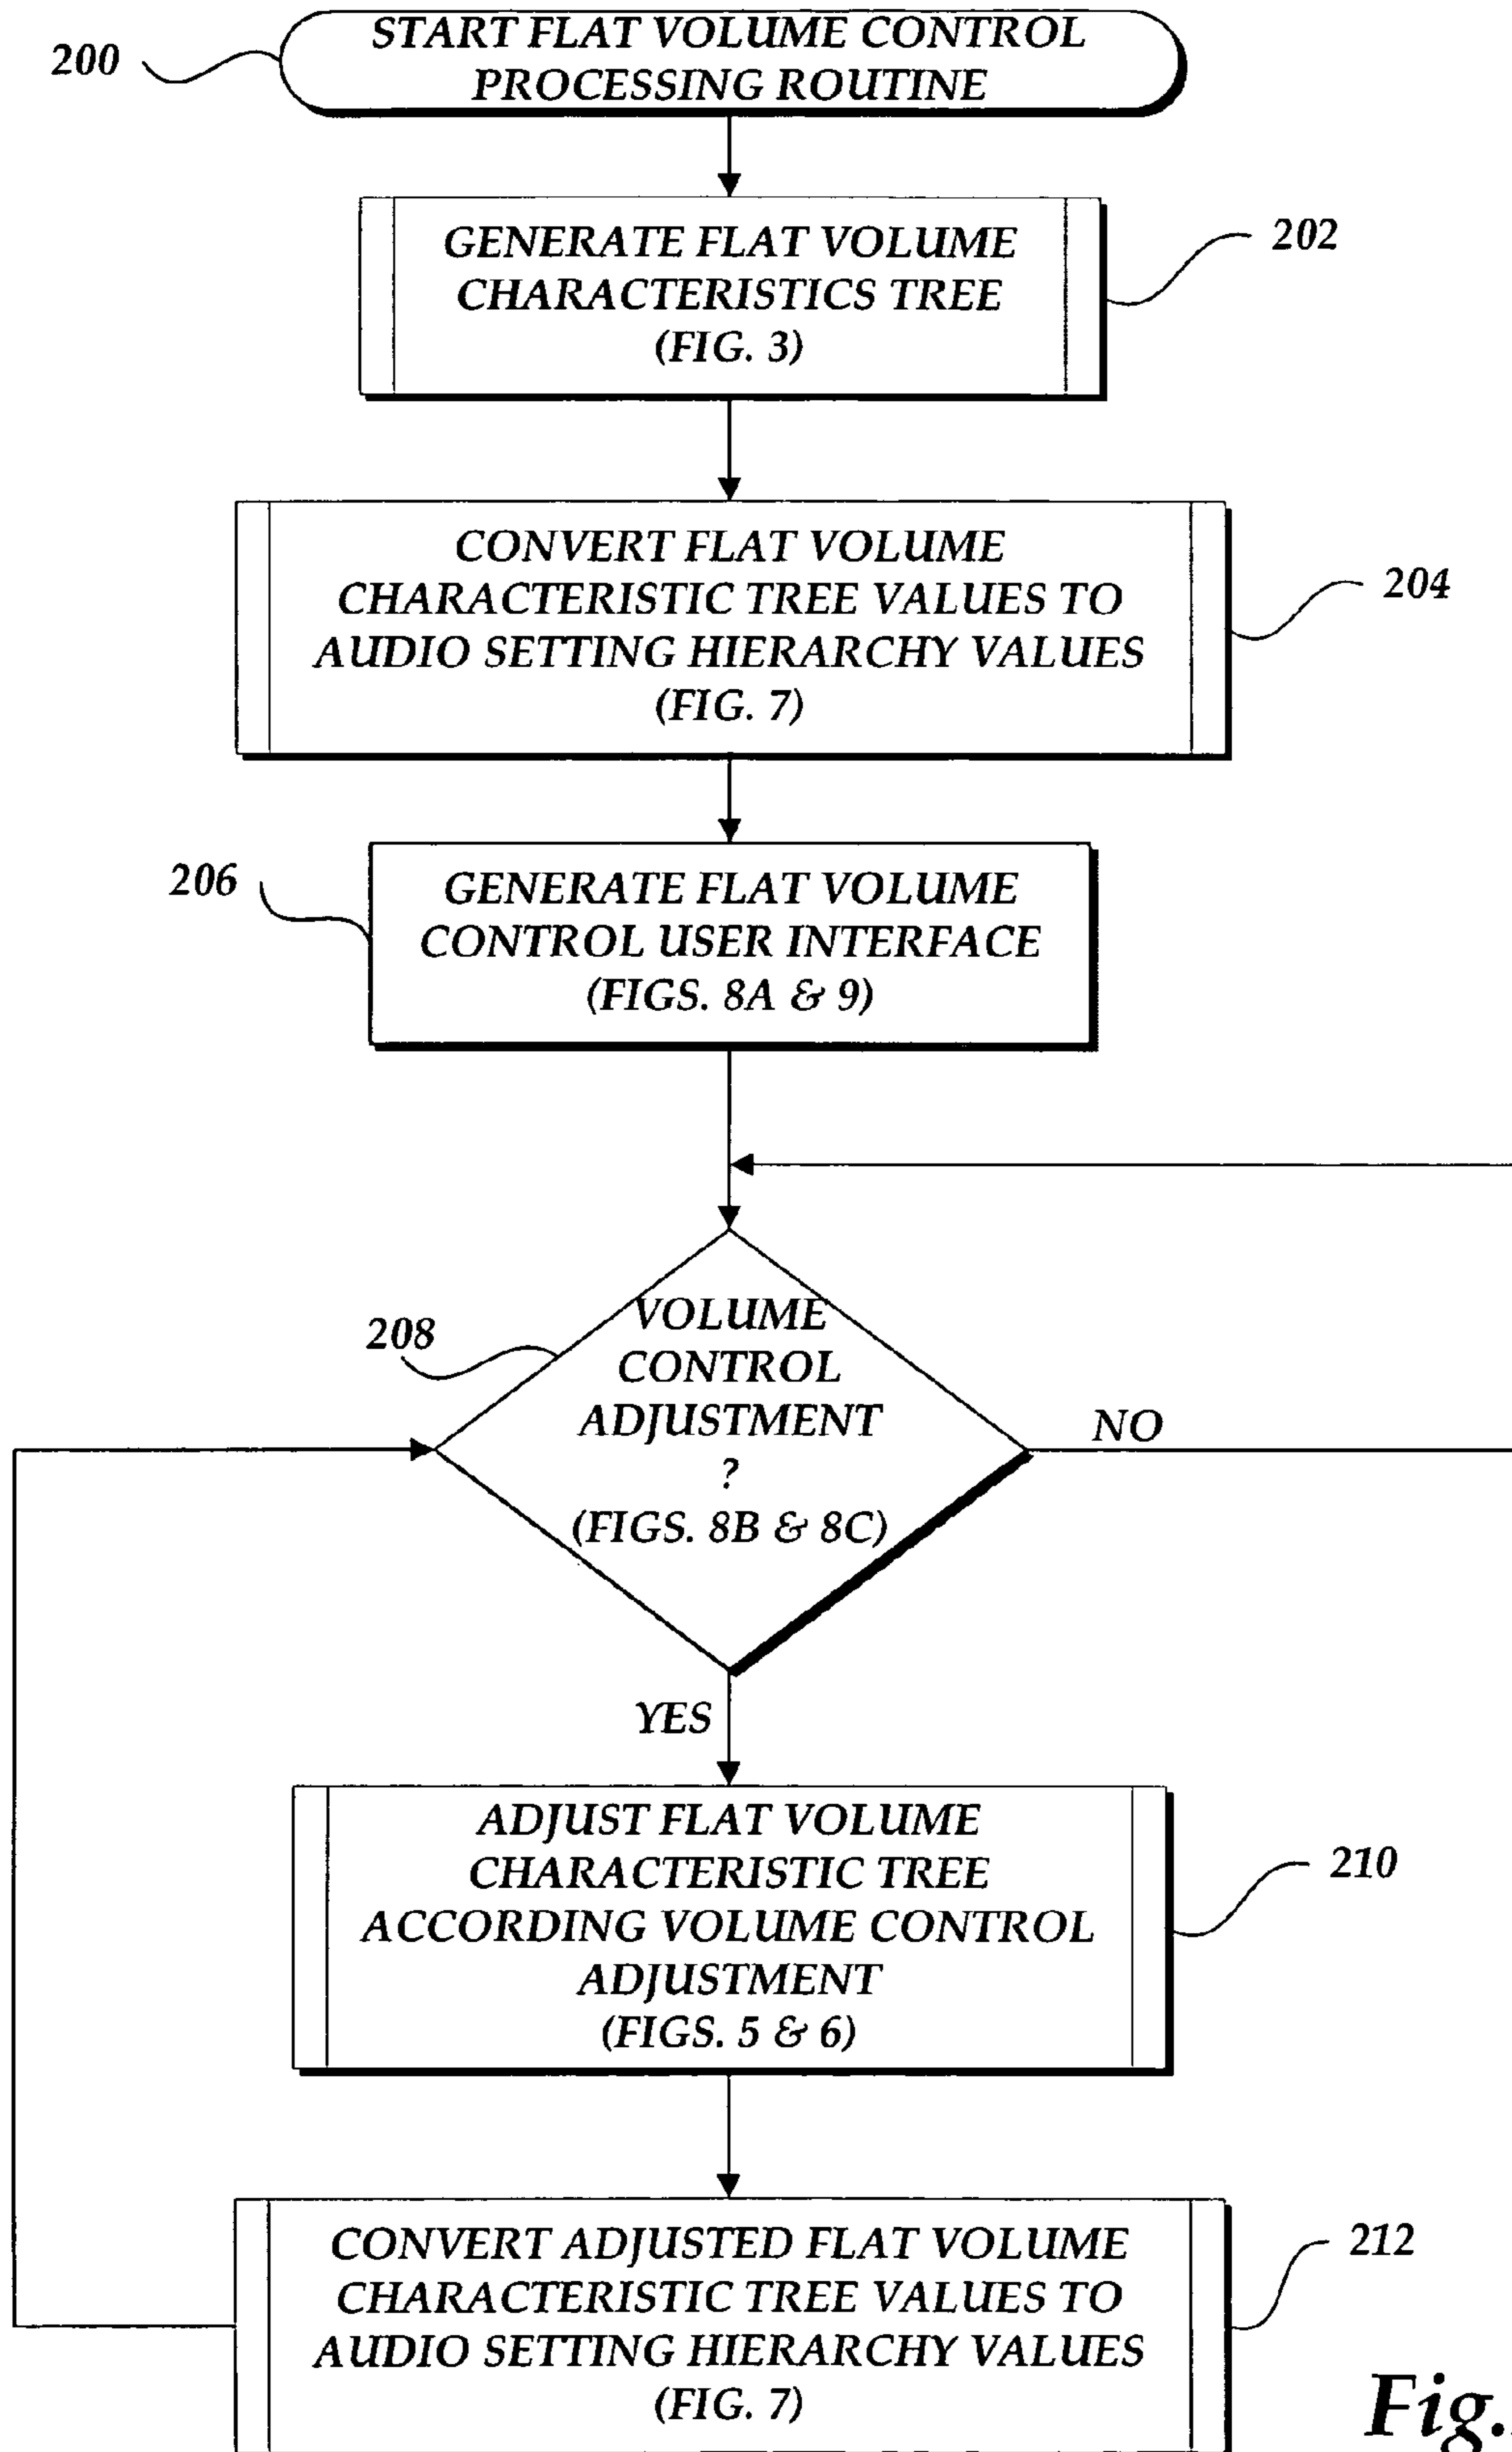 200
START FLAT VOLUME CONTROL
PROCESSING ROUTINE
GENERATE FLAT VOLUME
CHARACTERISTICS TREE
(FIG. 3)
202
CONVERT FLAT VOLUME
CHARACTERISTIC TREE VALUES TO
AUDIO SETTING HIERARCHY VALUES
(FIG. 7)
204
206
GENERATE FLAT VOLUME
CONTROL USER INTERFACE
(FIGS. 8A & 9)
208
VOLUME
CONTROL
ADJUSTMENT
?
(FIGS. 8B & 8C)
NO
YES
ADJUST FLAT VOLUME
CHARACTERISTIC TREE
ACCORDING VOLUME CONTROL
ADJUSTMENT
(FIGS. 5 & 6)
210
CONVERT ADJUSTED FLAT VOLUME
CHARACTERISTIC TREE VALUES TO
AUDIO SETTING HIERARCHY VALUES
(FIG. 7)
212
Fig.